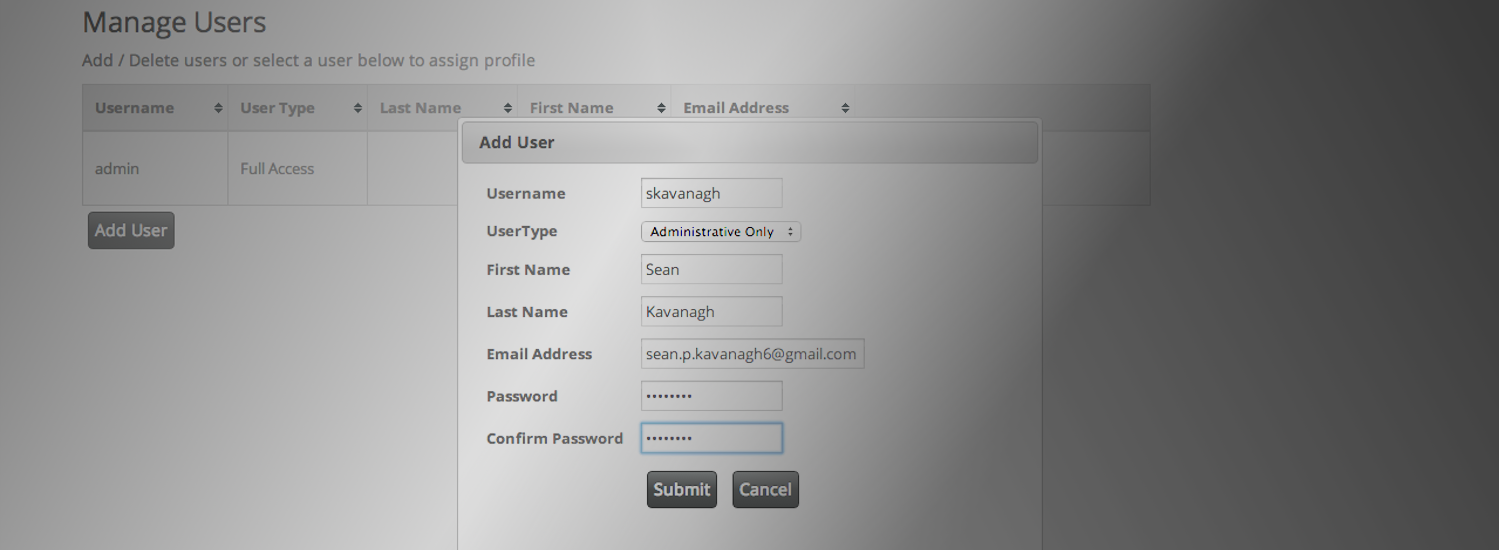 Manage Users
Add / Delete users or select a user below to assign profile
Username User Type Last Name First Name Email Address
admin Full Access
Add User
Add User
Username skavanagh
UserType Administrative Only
First Name Sean
Last Name Kavanagh
Email Address sean.p.kavanagh6@gmail.com
Password ••••••••
Confirm Password ••••••••
Submit Cancel